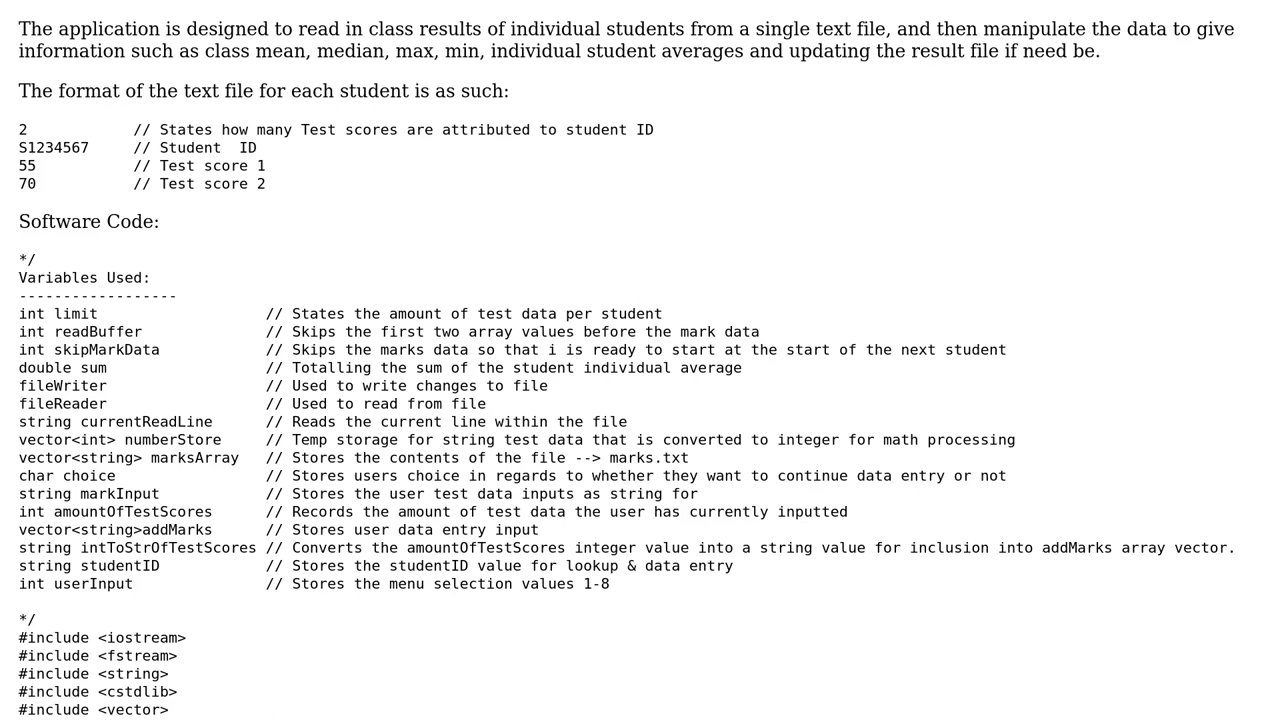 The application is designed to read in class results of individual students from a single text file, and then manipulate the data to give
information such as class mean, median, max, min, individual student averages and updating the result file if need be.
The format of the text file for each student is as such:
2 // States how many Test scores are attributed to student ID
S1234567 // Student  ID
55 // Test score 1
70 // Test score 2
Software Code:
*/
Variables Used:
------------------
int limit // States the amount of test data per student
int readBuffer // Skips the first two array values before the mark data
int skipMarkData // Skips the marks data so that i is ready to start at the start of the next student
double sum // Totalling the sum of the student individual average
fileWriter // Used to write changes to file
fileReader // Used to read from file
string currentReadLine // Reads the current line within the file
vector<int> numberStore // Temp storage for string test data that is converted to integer for math processing
vector<string> marksArray // Stores the contents of the file --> marks.txt
char choice // Stores users choice in regards to whether they want to continue data entry or not
string markInput // Stores the user test data inputs as string for
int amountOfTestScores // Records the amount of test data the user has currently inputted
vector<string>addMarks // Stores user data entry input
string intToStrOfTestScores // Converts the amountOfTestScores integer value into a string value for inclusion into addMarks array vector.
string studentID // Stores the studentID value for lookup & data entry
int userInput // Stores the menu selection values 1-8
*/
#include <iostream>
#include <fstream>
#include <string>
#include <cstdlib>
#include <vector>